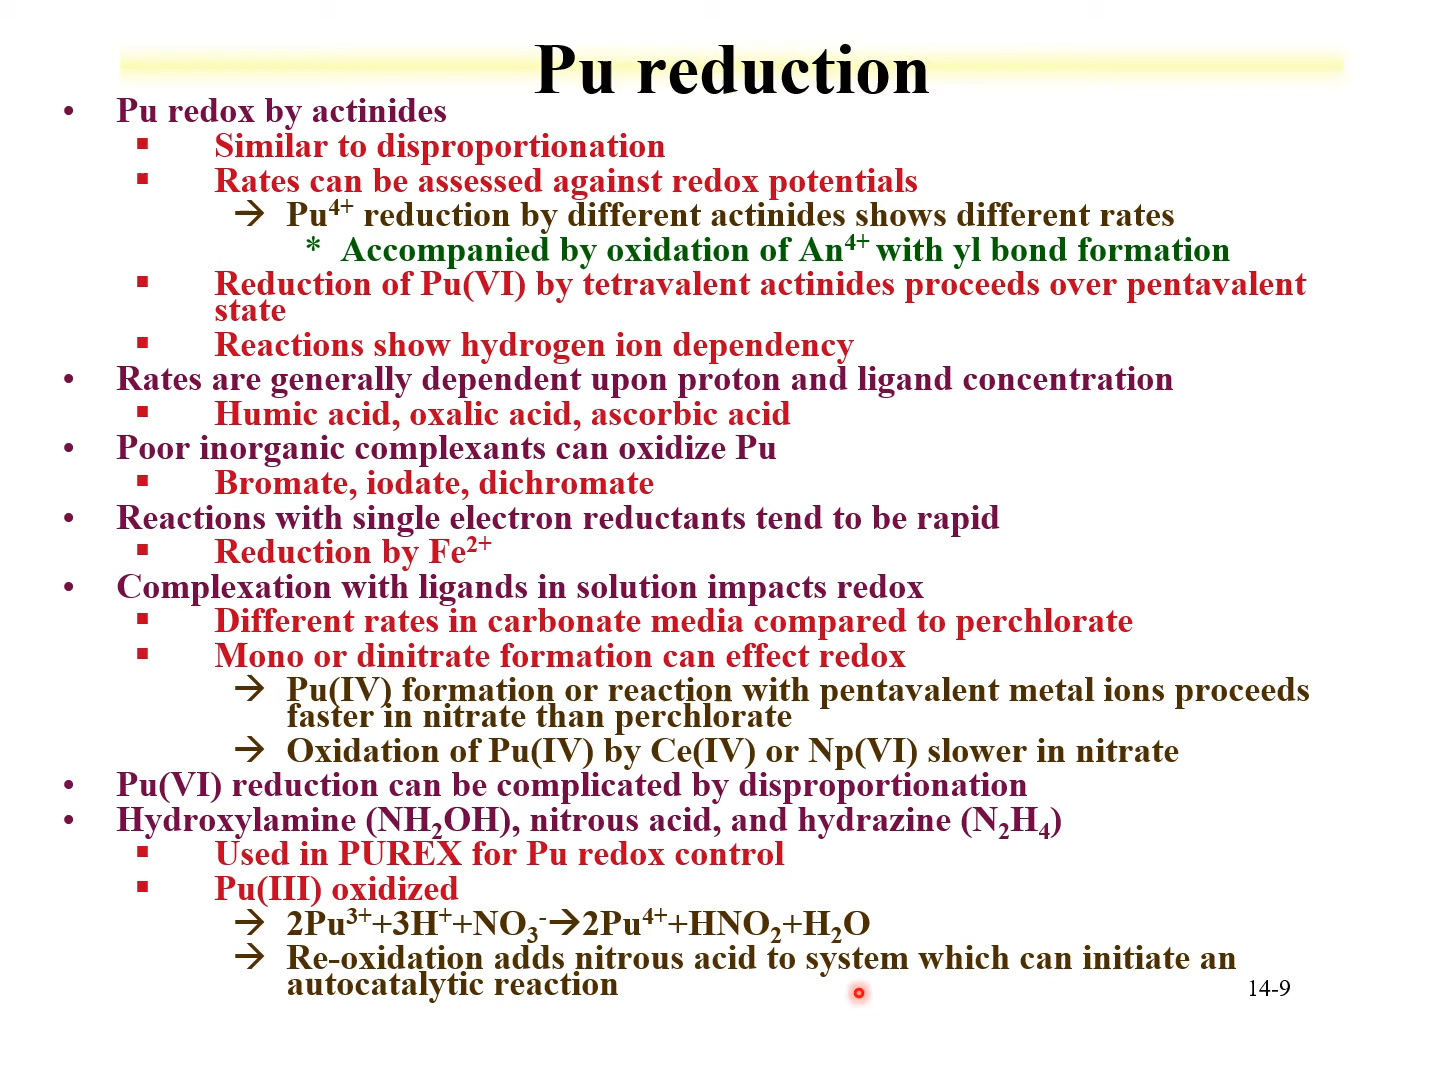 Pu reduction
• Pu redox by actinides
▪ Similar to disproportionation
▪ Rates can be assessed against redox potentials
→ Pu⁴⁺ reduction by different actinides shows different rates
* Accompanied by oxidation of An⁴⁺ with yl bond formation
▪ Reduction of Pu(VI) by tetravalent actinides proceeds over pentavalent
state
▪ Reactions show hydrogen ion dependency
• Rates are generally dependent upon proton and ligand concentration
▪ Humic acid, oxalic acid, ascorbic acid
• Poor inorganic complexants can oxidize Pu
▪ Bromate, iodate, dichromate
• Reactions with single electron reductants tend to be rapid
▪ Reduction by Fe²⁺
• Complexation with ligands in solution impacts redox
▪ Different rates in carbonate media compared to perchlorate
▪ Mono or dinitrate formation can effect redox
→ Pu(IV) formation or reaction with pentavalent metal ions proceeds
faster in nitrate than perchlorate
→ Oxidation of Pu(IV) by Ce(IV) or Np(VI) slower in nitrate
• Pu(VI) reduction can be complicated by disproportionation
• Hydroxylamine (NH₂OH), nitrous acid, and hydrazine (N₂H₄)
▪ Used in PUREX for Pu redox control
▪ Pu(III) oxidized
→ 2Pu³⁺+3H⁺+NO₃⁻→2Pu⁴⁺+HNO₂+H₂O
→ Re-oxidation adds nitrous acid to system which can initiate an
autocatalytic reaction
14-9